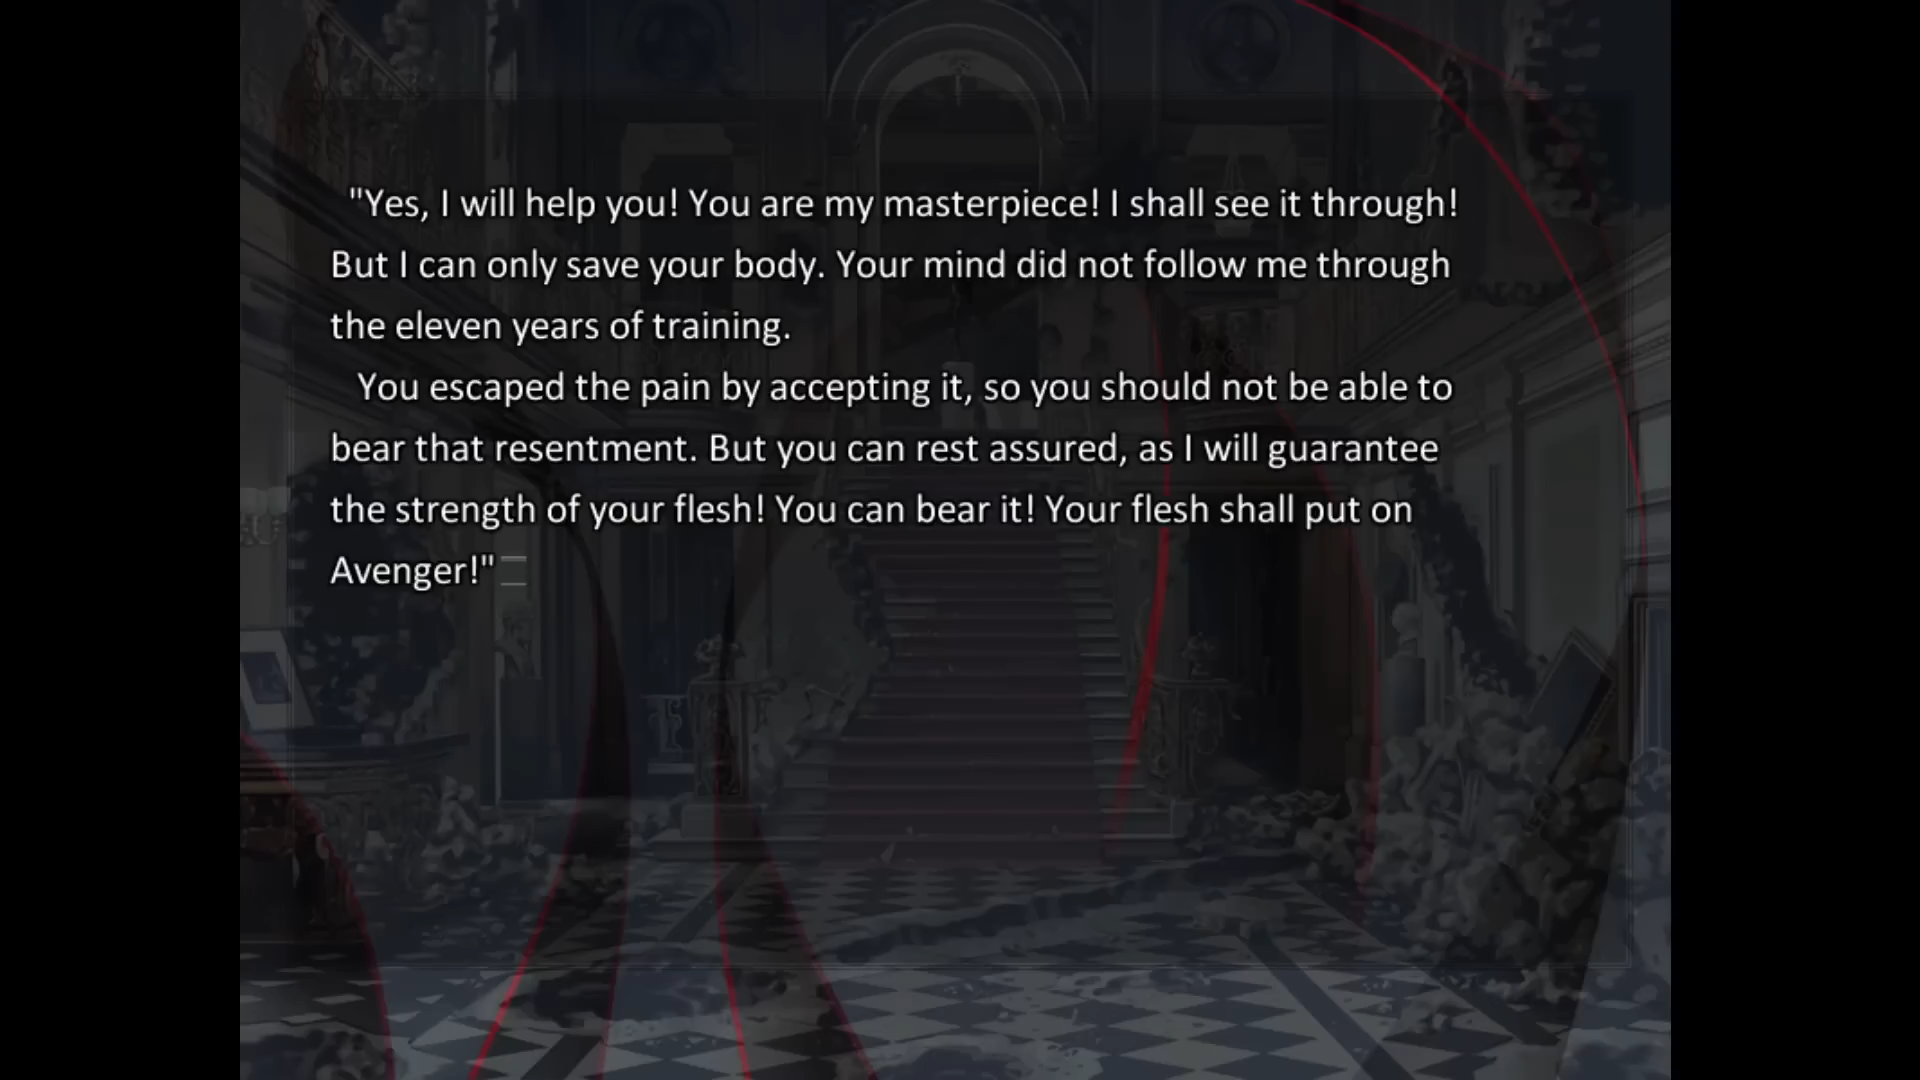 "Yes, I will help you! You are my masterpiece! I shall see it through!
But I can only save your body. Your mind did not follow me through
the eleven years of training.
You escaped the pain by accepting it, so you should not be able to
bear that resentment. But you can rest assured, as I will guarantee
the strength of your flesh! You can bear it! Your flesh shall put on
Avenger!"